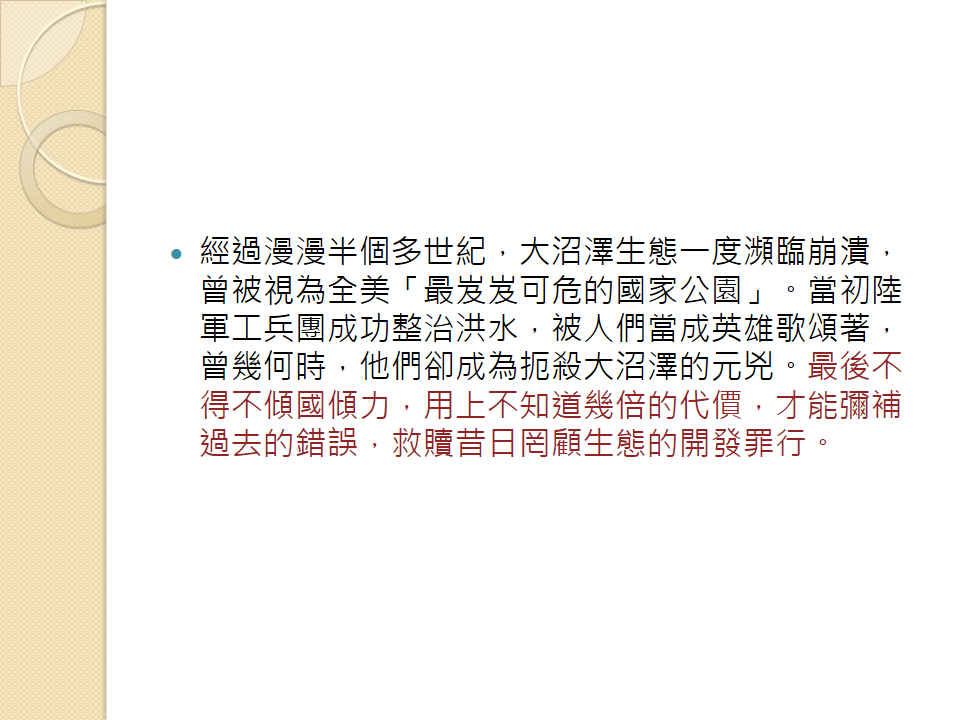 經過漫漫半個多世紀，大沼澤生態一度瀕臨崩潰，
曾被視為全美「最岌岌可危的國家公園」。當初陸
軍工兵團成功整治洪水，被人們當成英雄歌頌著，
曾幾何時，他們卻成為扼殺大沼澤的元兇。最後不
得不傾國傾力，用上不知道幾倍的代價，才能彌補
過去的錯誤，救贖昔日罔顧生態的開發罪行。